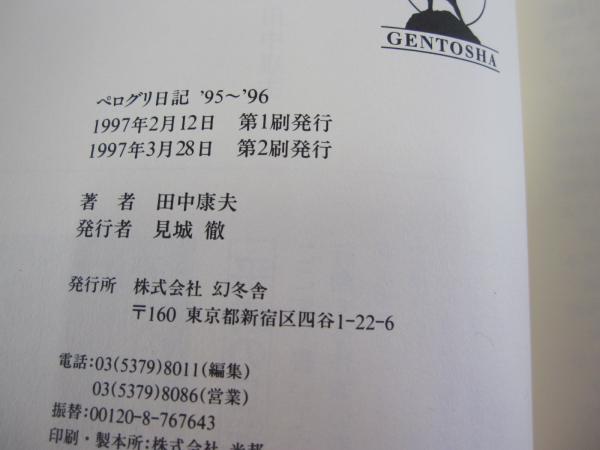 GENTOSHA
ペログリ日記 '95〜'96
1997年2月12日 第1刷発行
1997年3月28日 第2刷発行
著 者 田中康夫
発行者 見城 徹
発行所 株式会社 幻冬舎
〒160 東京都新宿区四谷1-22-6
電話:03(5379)8011(編集)
03(5379)8086(営業)
振替:00120-8-767643
印刷・製本所:株式会社 光邦